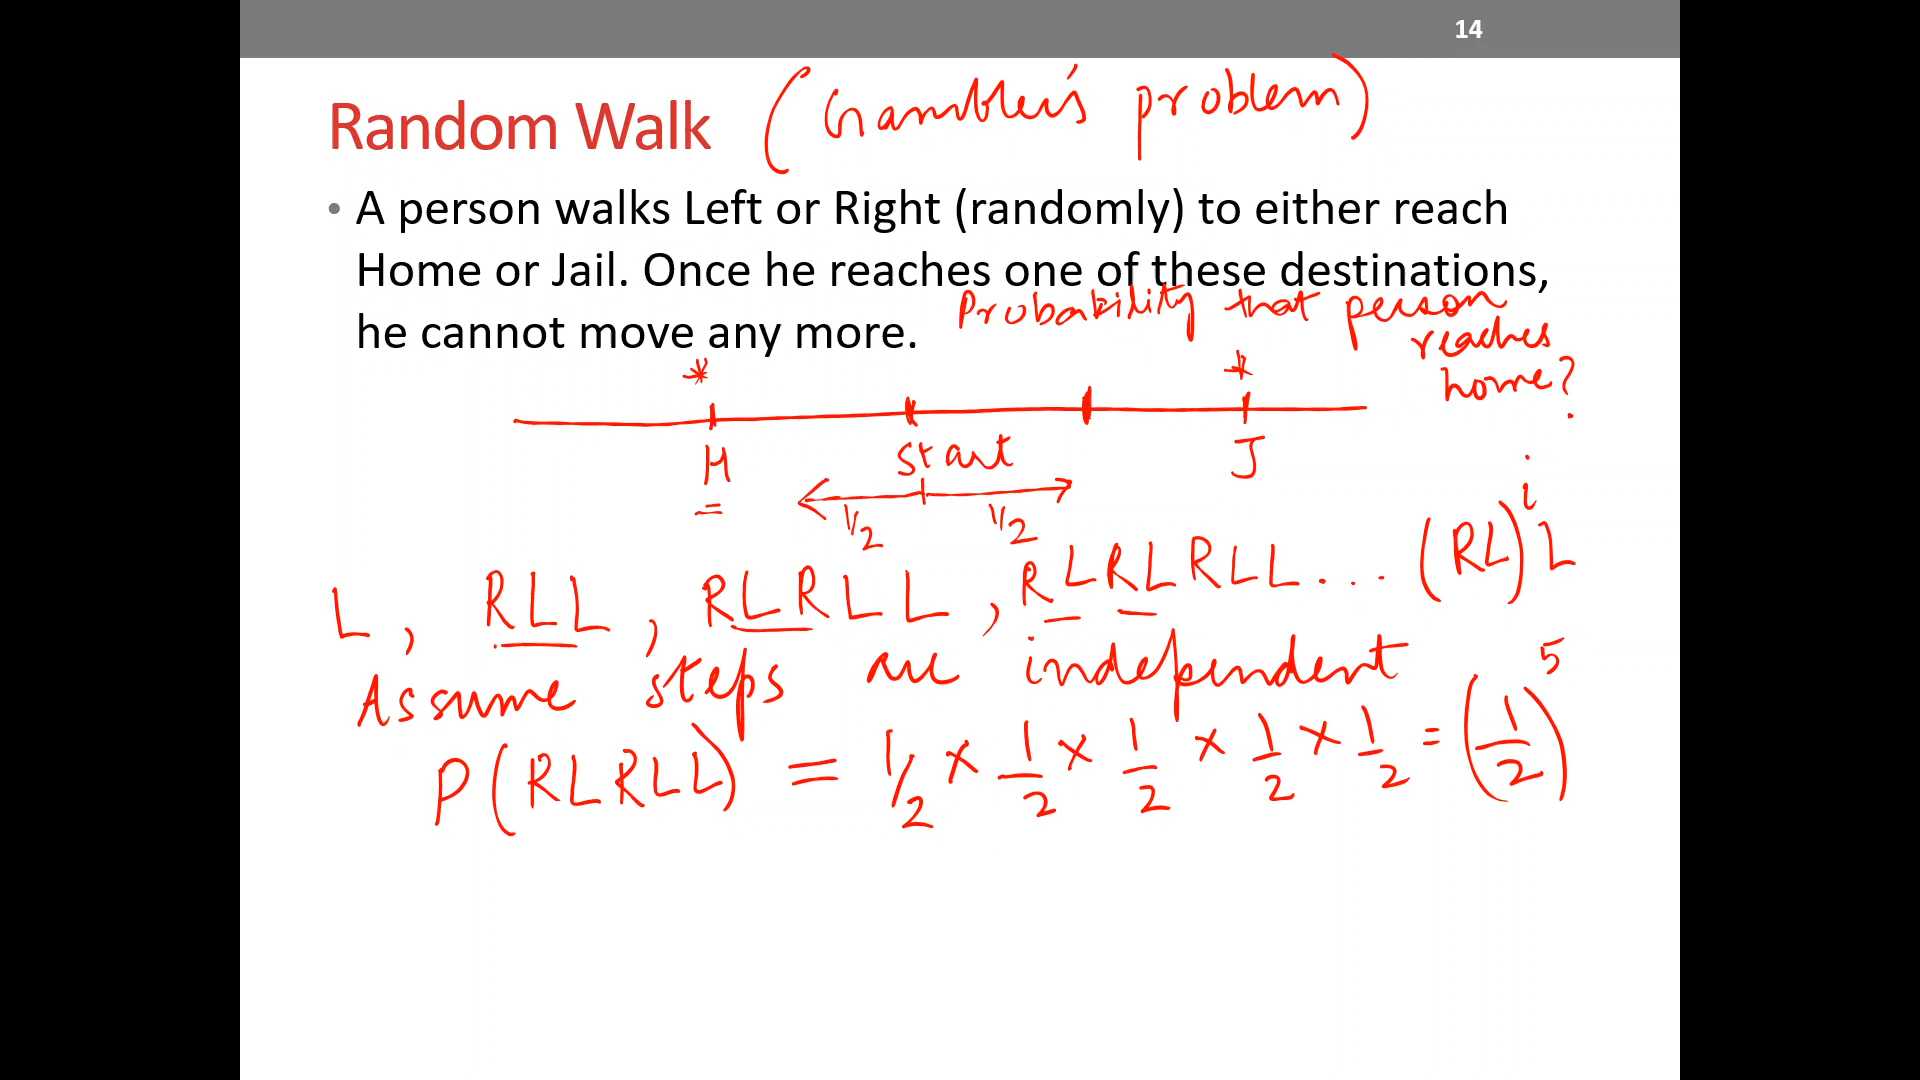 14
Random Walk (Gambler's problem)
• A person walks Left or Right (randomly) to either reach
Home or Jail. Once he reaches one of these destinations,
he cannot move any more.
Probability that person
reaches
home?
* *
H start J
=
1/2 1/2
L, RLL, RLRLL, RLRLRLL... (RL)^i L
Assume steps are independent
P(RLRLL) = 1/2 × 1/2 × 1/2 × 1/2 × 1/2 = (1/2)^5